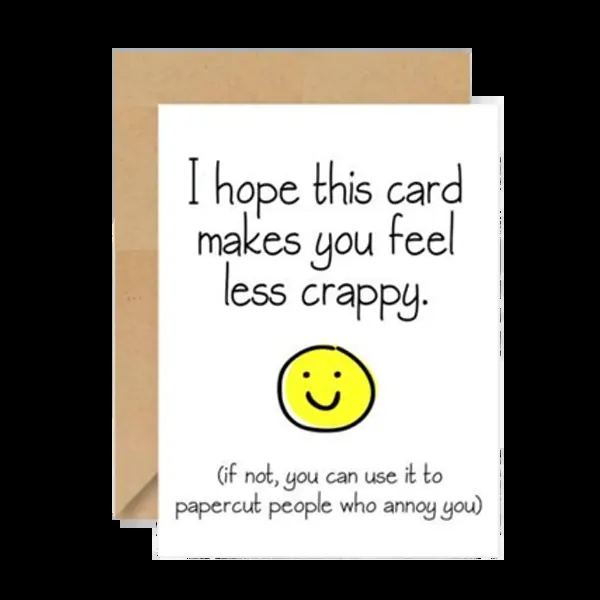 I hope this card
makes you feel
less crappy.
(if not, you can use it to
papercut people who annoy you)